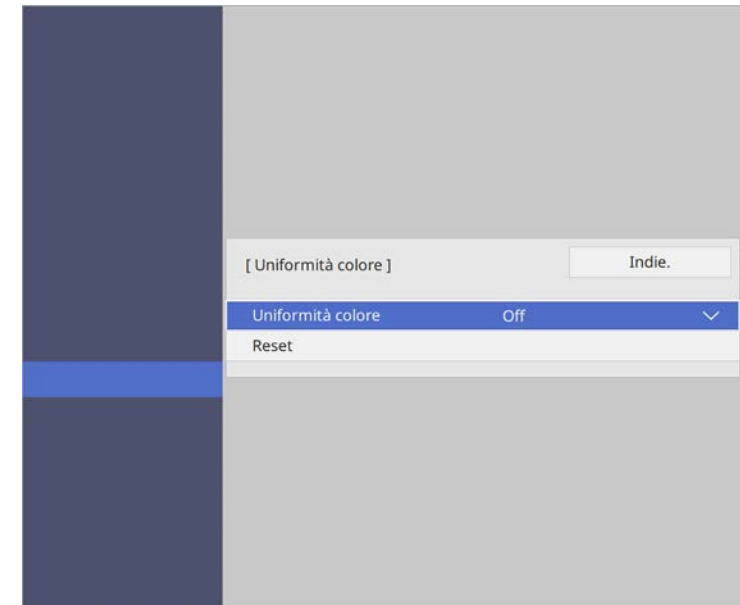 [ Uniformità colore ]
Indie.
Uniformità colore Off
Reset